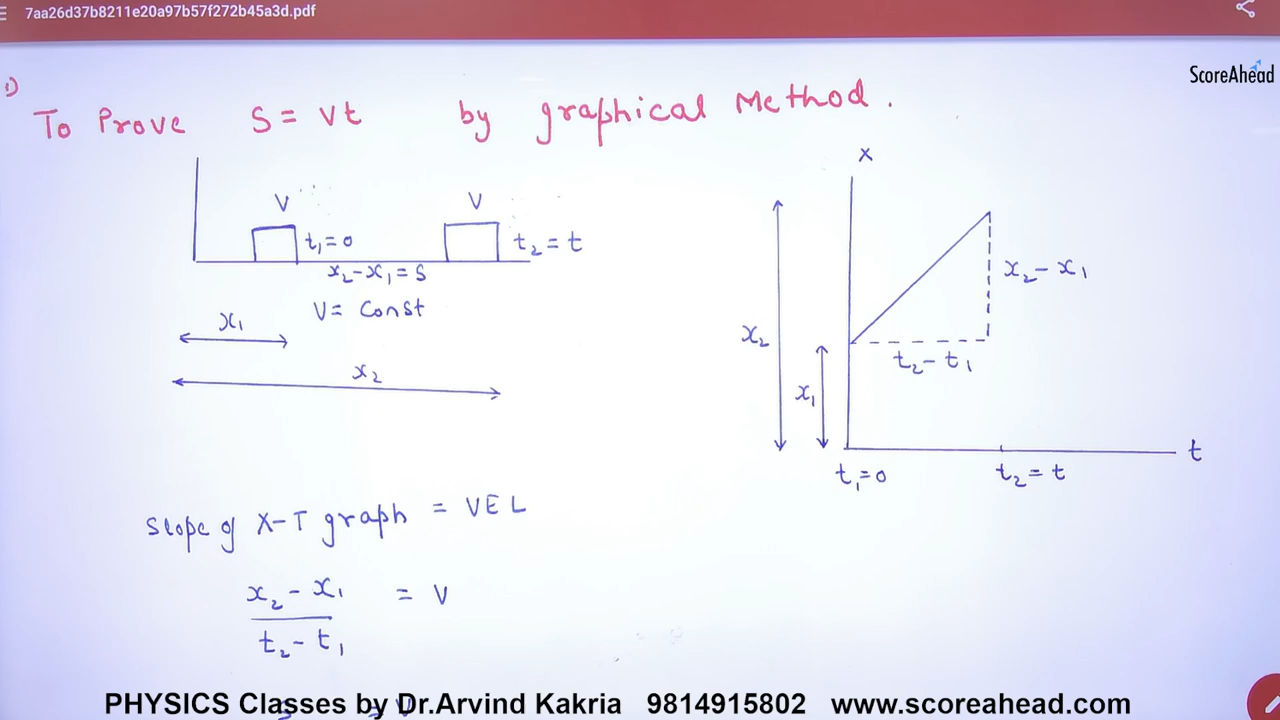 7aa26d37b8211e20a97b57f272b45a3d.pdf
ScoreAhead
1)
To Prove S = vt by graphical Method.
V
t₁=0
V
t₂ = t
x₂-x₁ = S
V = Const
x₁
x₂
x
x₂
x₁
x₂ - x₁
t₂ - t₁
t
t₁=0
t₂ = t
Slope of X-T graph = VEL
x₂ - x₁ = V
t₂ - t₁
PHYSICS Classes by Dr.Arvind Kakria 9814915802 www.scoreahead.com